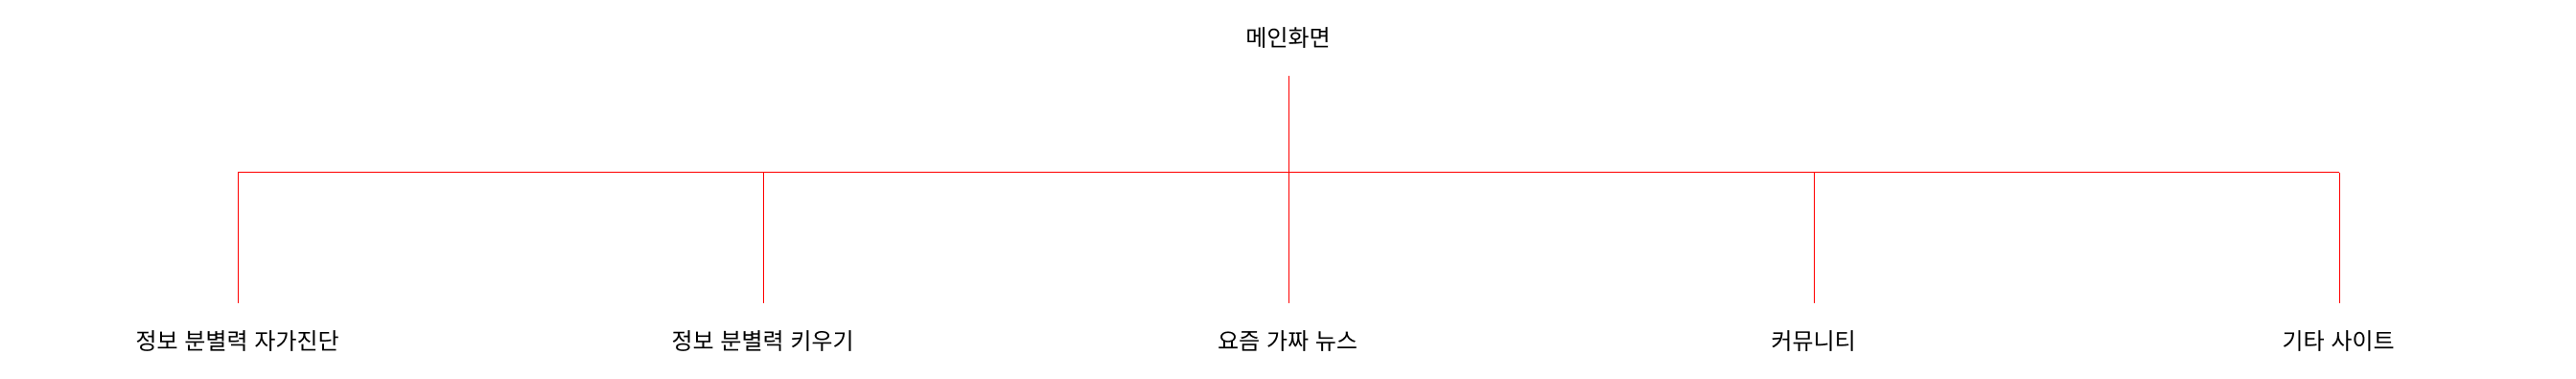 메인화면
정보 분별력 자가진단
정보 분별력 키우기
요즘 가짜 뉴스
커뮤니티
기타 사이트